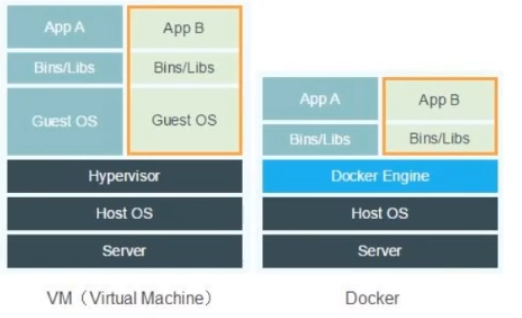 App A
App B
Bins/Libs
Bins/Libs
Guest OS
Guest OS
Hypervisor
Host OS
Server
VM（Virtual Machine）
App A
App B
Bins/Libs
Bins/Libs
Docker Engine
Host OS
Server
Docker